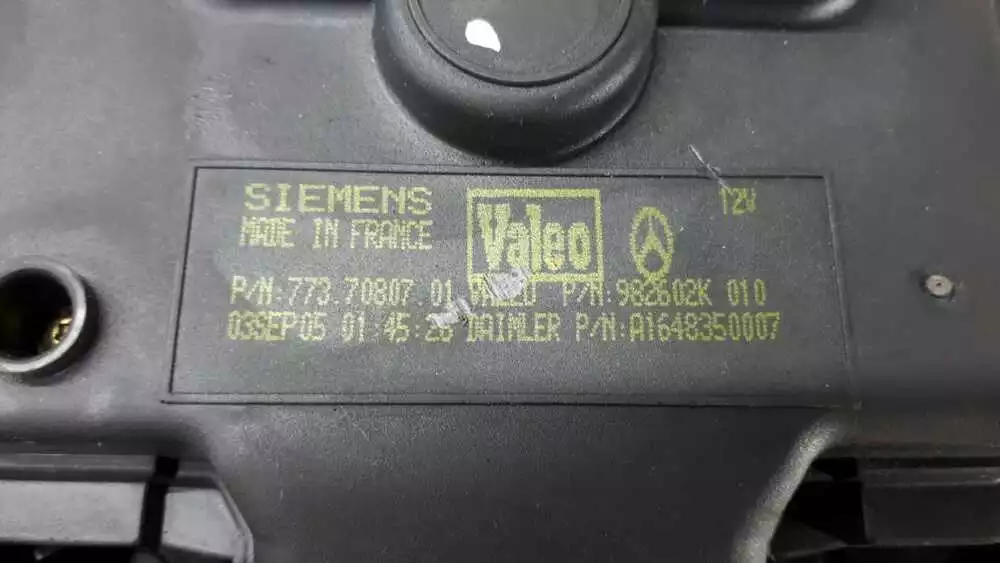 SIEMENS Valeo 12V
MADE IN FRANCE
P/N:773.70807.01 VALEO P/N:982602K 010
03SEP05 01:45:26 DAIMLER P/N:A1648350007